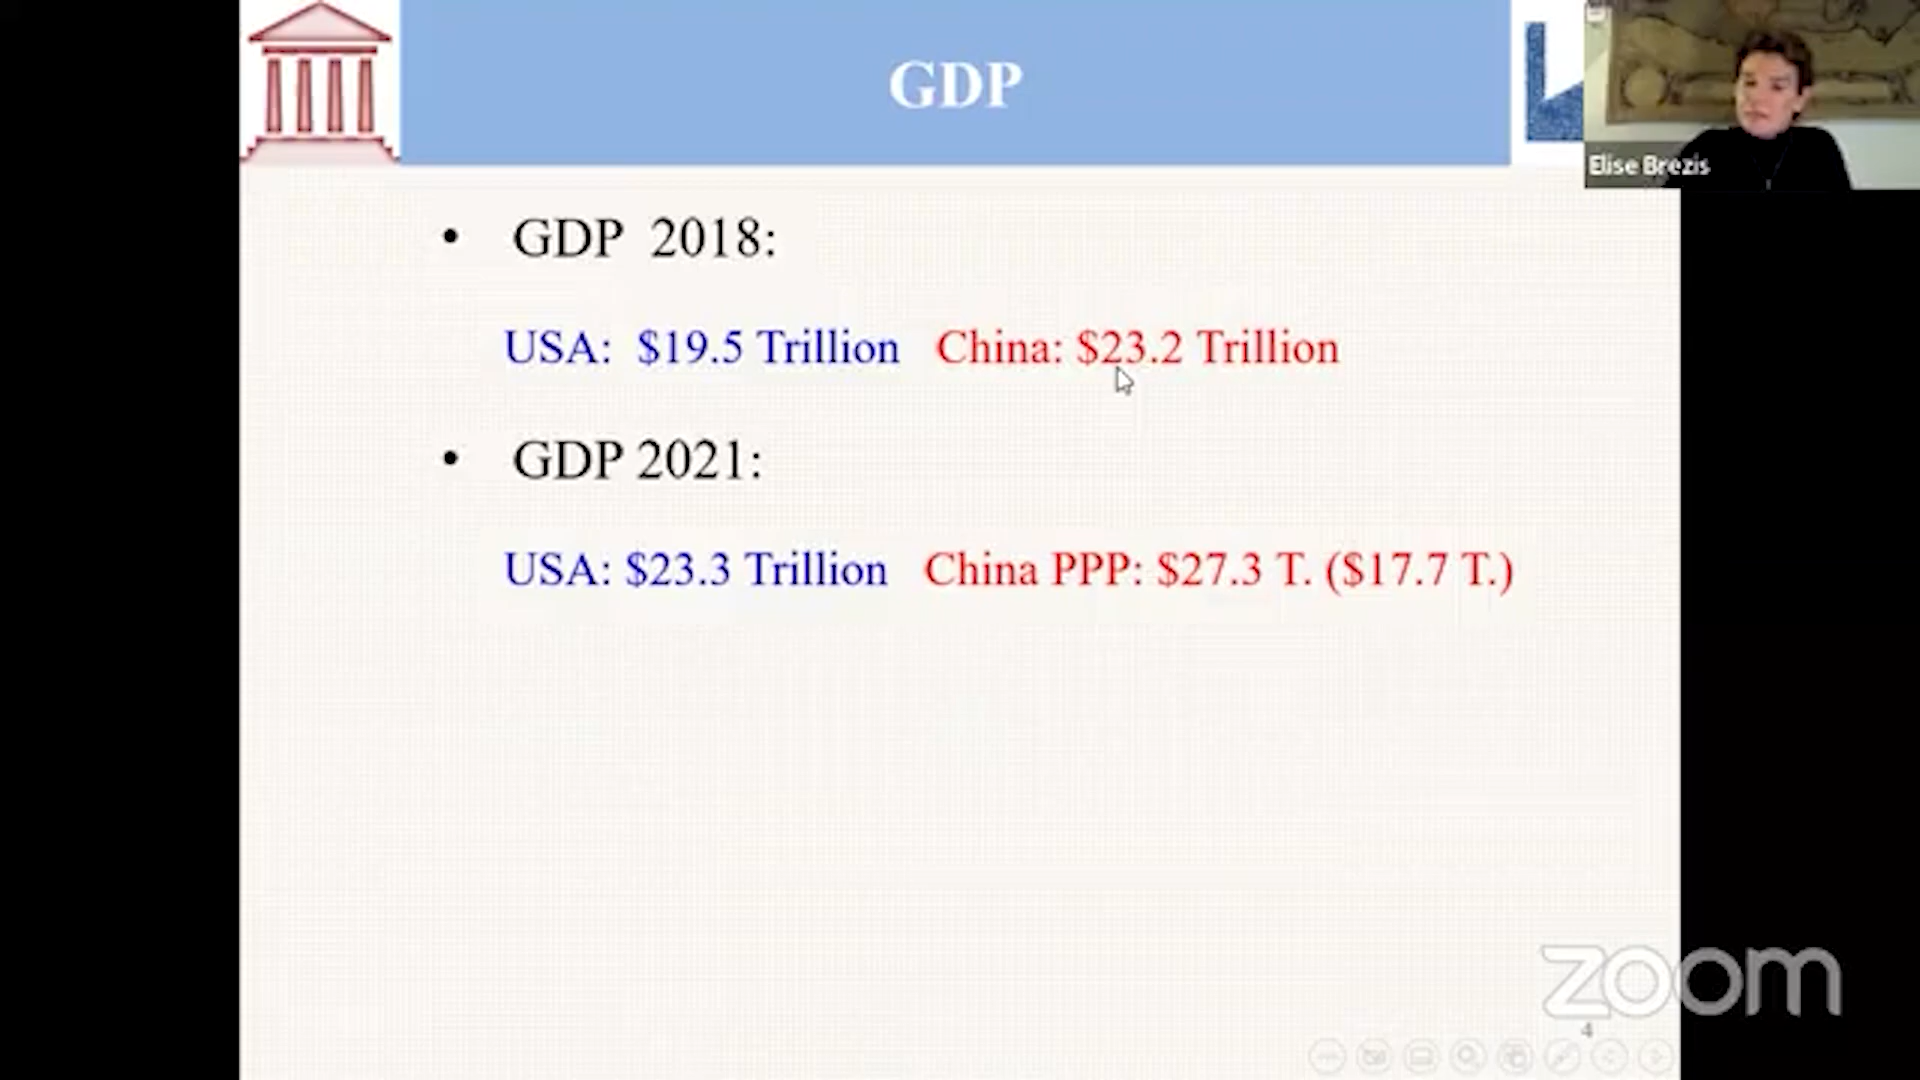 GDP
Elise Brezis
• GDP 2018:
USA: $19.5 Trillion China: $23.2 Trillion
• GDP 2021:
USA: $23.3 Trillion China PPP: $27.3 T. ($17.7 T.)
zoom
4